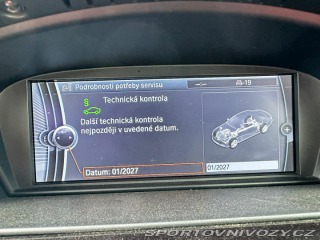 Podrobnosti potřeby servisu
-19
§ Technická kontrola
Další technická kontrola
nejpozději v uvedené datum.
Datum: 01/2027
01/2027
SPORTOVNIVOZY.CZ